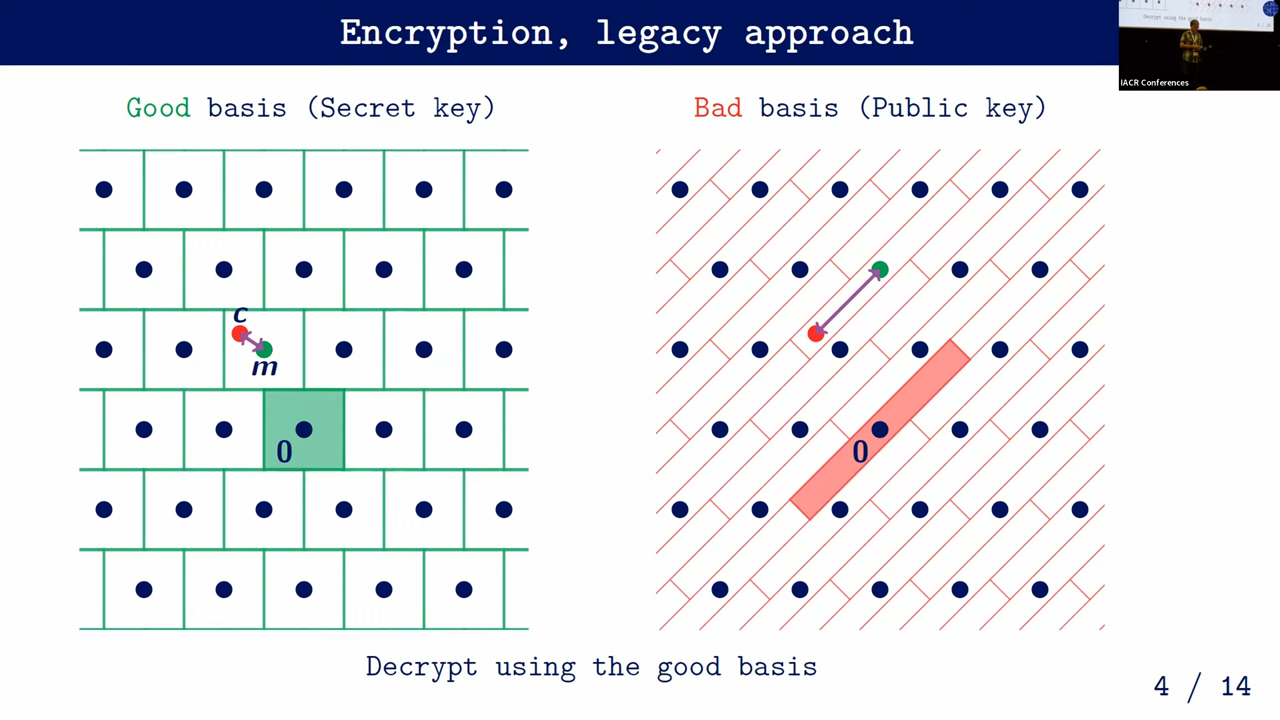 Encryption, legacy approach
IACR Conferences
Good basis (Secret key)
Bad basis (Public key)
c
m
0
0
Decrypt using the good basis
4 / 14